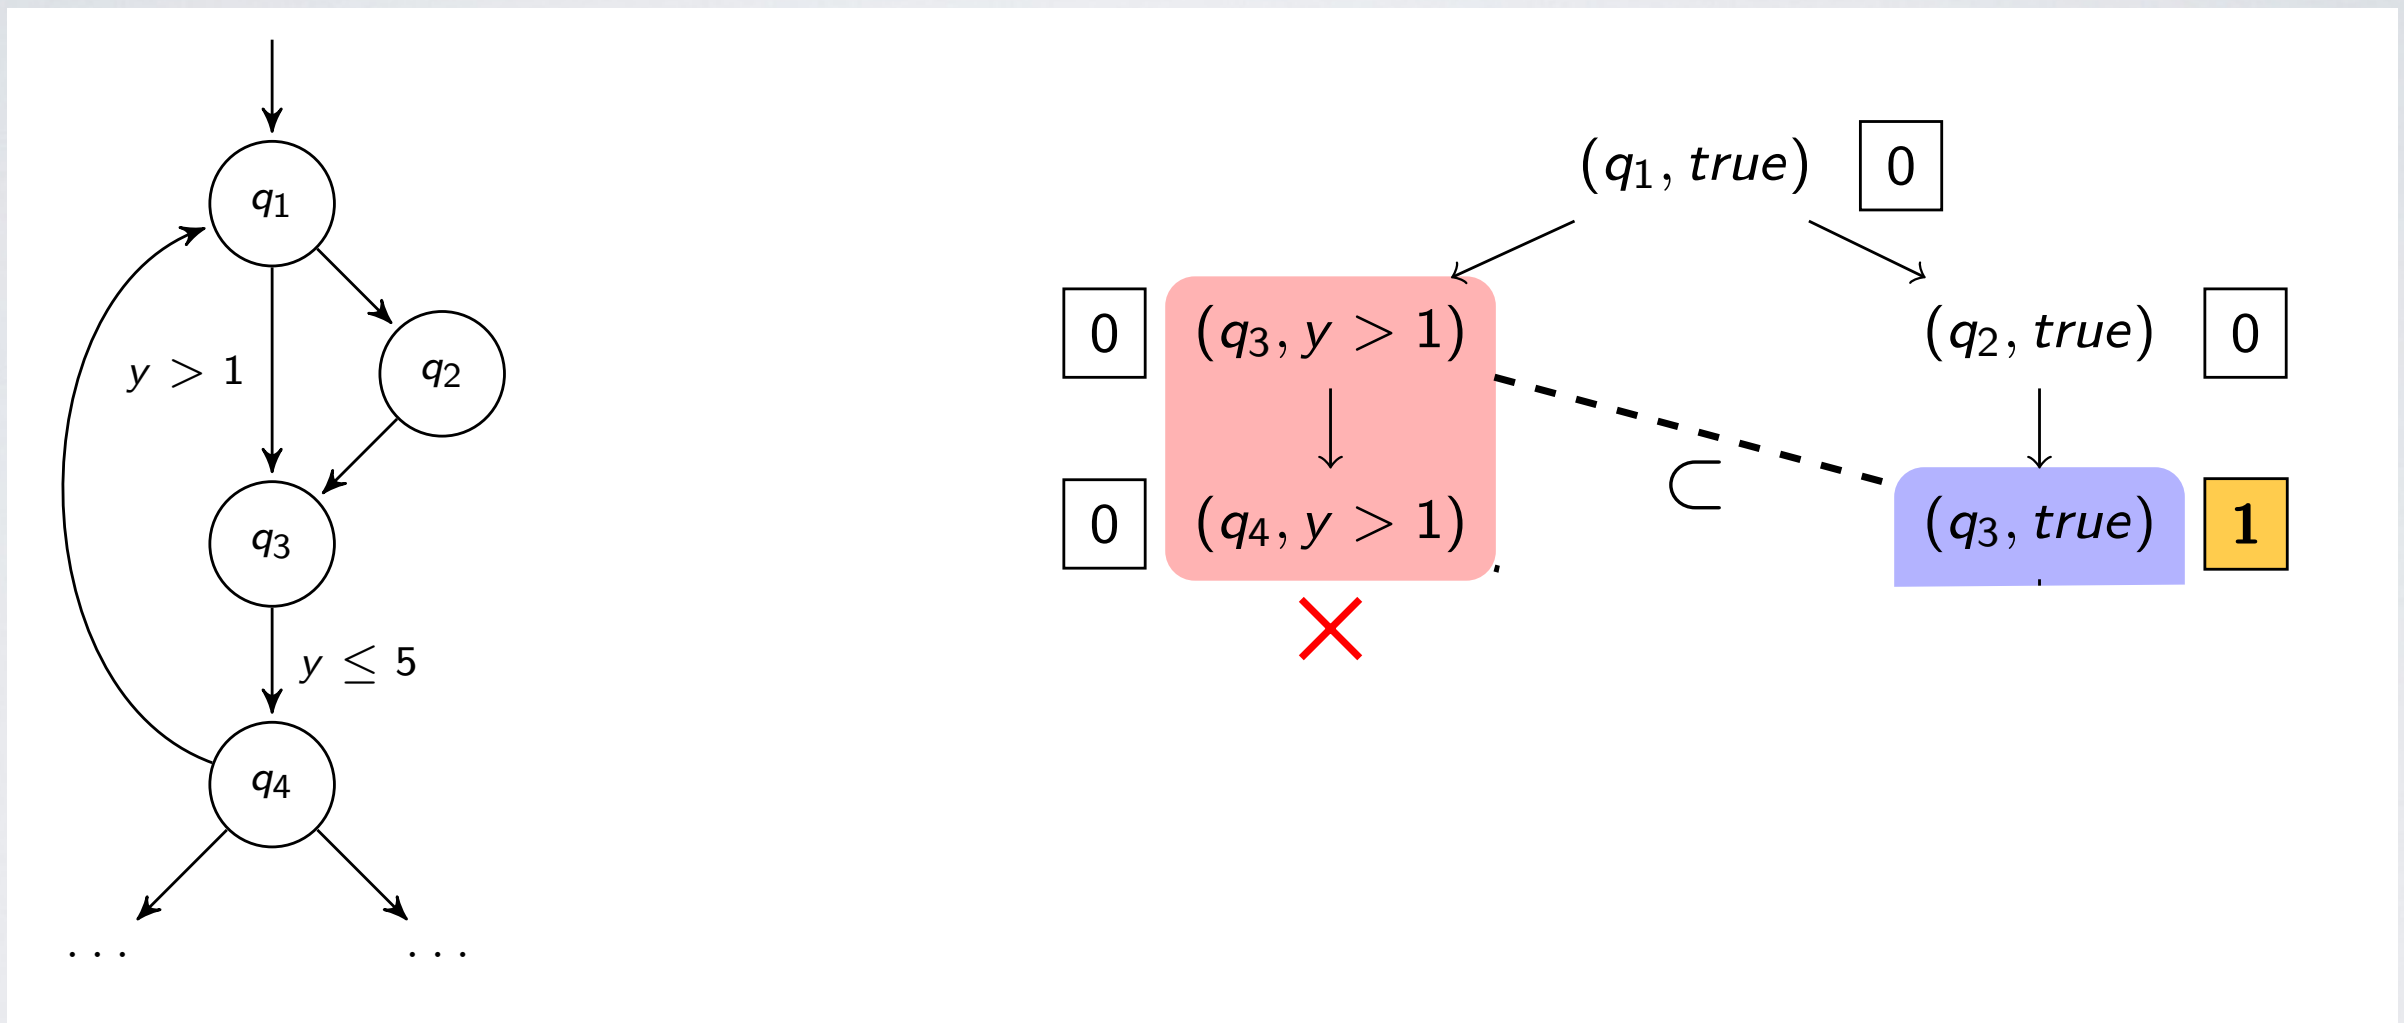 q1
y > 1
q2
q3
y ≤ 5
q4
. . .
. . .
(q1, true) 0
0 (q3, y > 1)
(q2, true) 0
⊂
0 (q4, y > 1)
(q3, true) 1